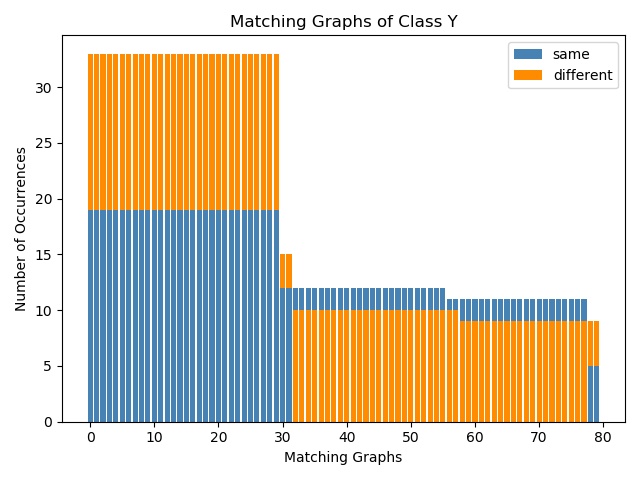 Matching Graphs of Class Y
same
different
Number of Occurrences
30
25
20
15
10
5
0
0 10 20 30 40 50 60 70 80
Matching Graphs